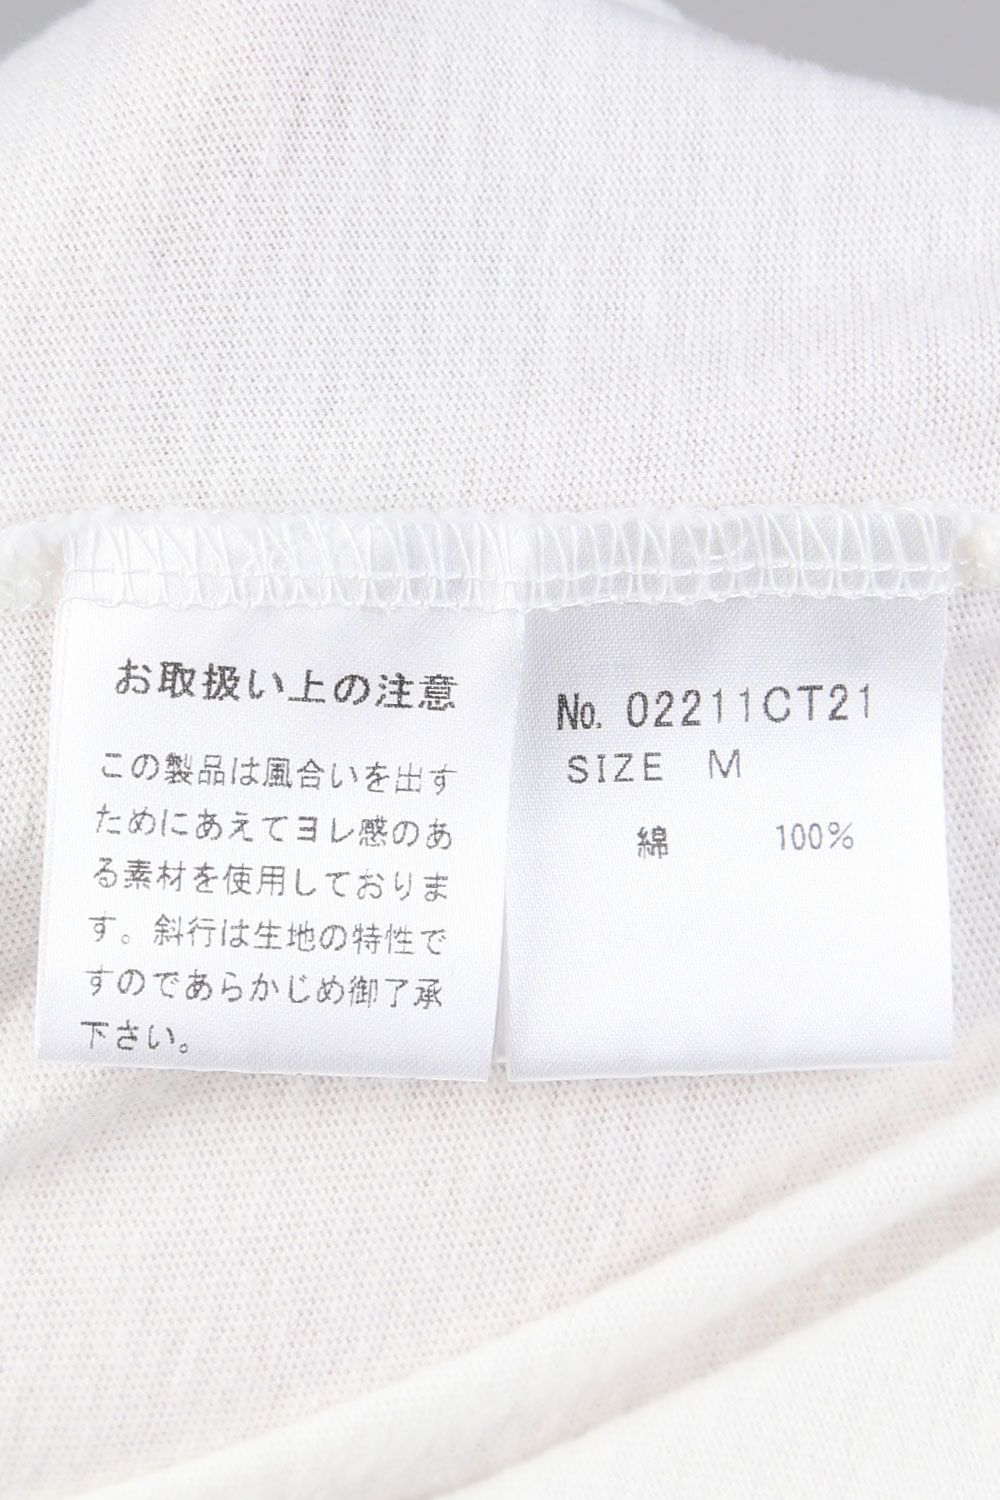 お取扱い上の注意
この製品は風合いを出す
ためにあえてヨレ感のあ
る素材を使用しておりま
す。斜行は生地の特性で
すのであらかじめ御了承
下さい。
No. 02211CT21
SIZE M
綿 100%